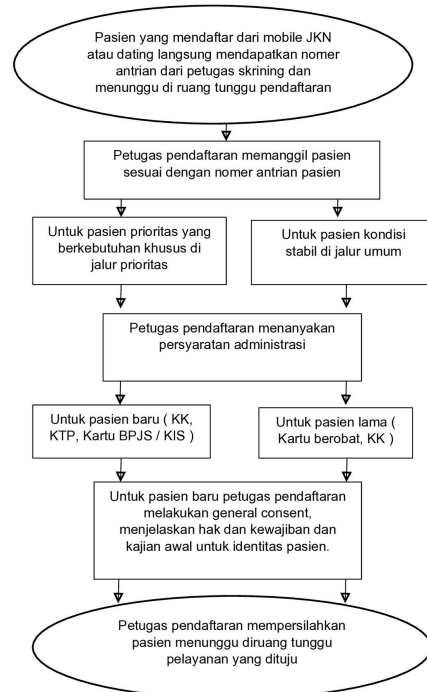 Pasien yang mendaftar dari mobile JKN
atau dating langsung mendapatkan nomer
antrian dari petugas skrining dan
menunggu di ruang tunggu pendaftaran
Petugas pendaftaran memanggil pasien
sesuai dengan nomer antrian pasien
Untuk pasien prioritas yang
berkebutuhan khusus di
jalur prioritas
Untuk pasien kondisi
stabil di jalur umum
Petugas pendaftaran menanyakan
persyaratan administrasi
Untuk pasien baru ( KK,
KTP, Kartu BPJS / KIS )
Untuk pasien lama (
Kartu berobat, KK )
Untuk pasien baru petugas pendaftaran
melakukan general consent,
menjelaskan hak dan kewajiban dan
kajian awal untuk identitas pasien.
Petugas pendaftaran mempersilahkan
pasien menunggu diruang tunggu
pelayanan yang dituju